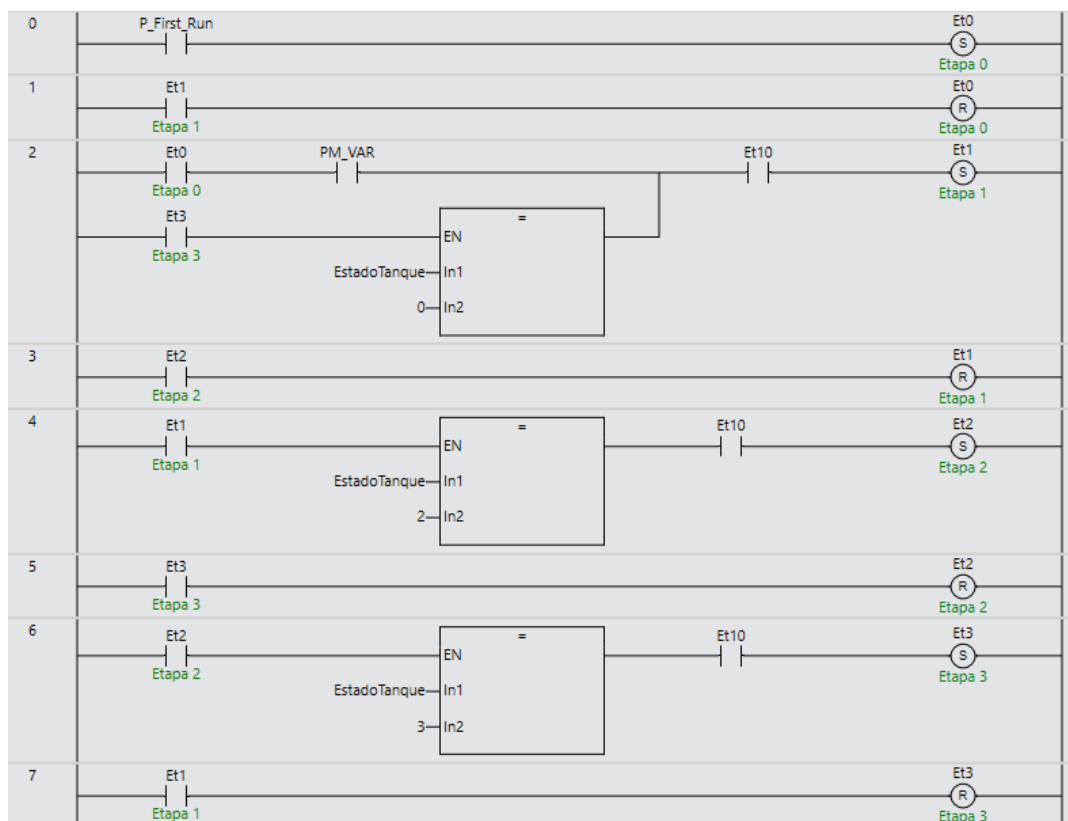 0 P_First_Run Et0
S
Etapa 0
1 Et1 Et0
R
Etapa 1 Etapa 0
2 Et0 PM_VAR Et10 Et1
S
Etapa 0 Etapa 1
Et3 =
EN
Etapa 3
EstadoTanque In1
0 In2
3 Et2 Et1
R
Etapa 2 Etapa 1
4 Et1 = Et10 Et2
EN S
Etapa 1 Etapa 2
EstadoTanque In1
2 In2
5 Et3 Et2
R
Etapa 3 Etapa 2
6 Et2 = Et10 Et3
EN S
Etapa 2 Etapa 3
EstadoTanque In1
3 In2
7 Et1 Et3
R
Etapa 1 Etapa 3